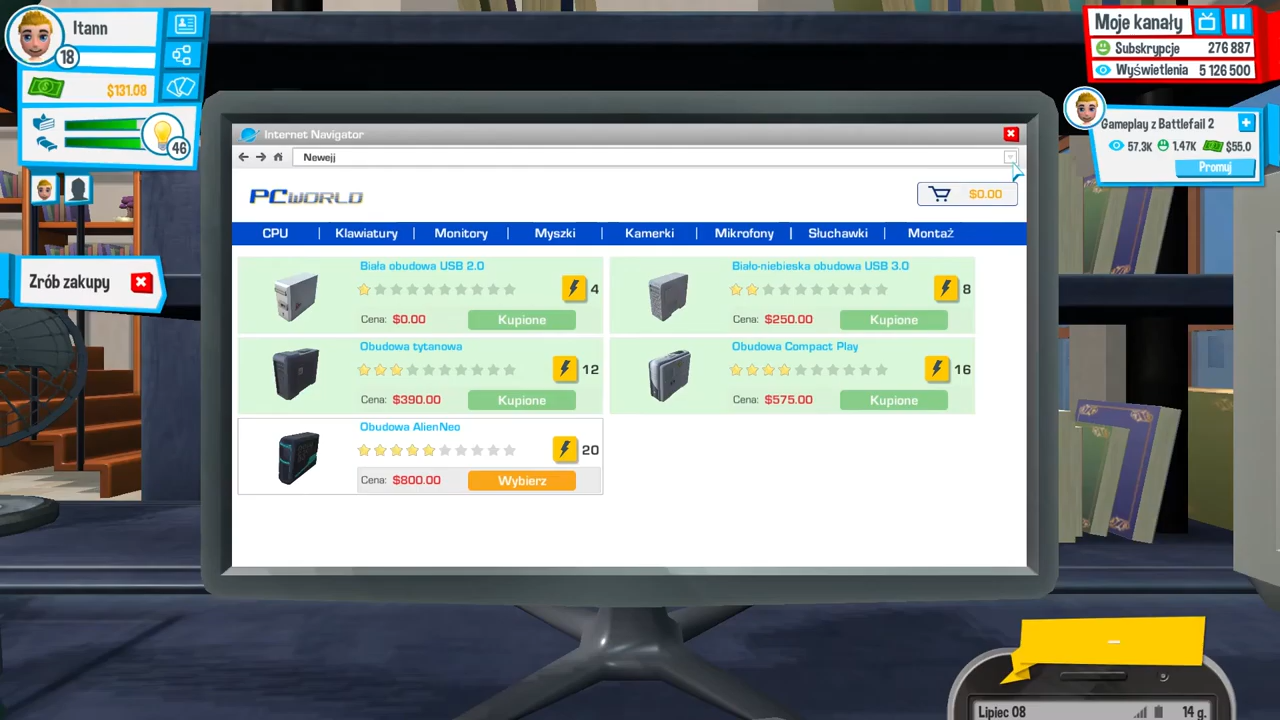 Itann
18
$131.08
46
Zrób zakupy
Moje kanały
Subskrypcje 276 887
Wyświetlenia 5 126 500
Gameplay z Battlefail 2
57.3K 1.47K $55.0
Promuj
Internet Navigator
Newejj
PCWORLD
$0.00
CPU | Klawiatury | Monitory | Myszki | Kamerki | Mikrofony | Słuchawki | Montaż
Biała obudowa USB 2.0
4
Cena: $0.00 Kupione
Biało-niebieska obudowa USB 3.0
8
Cena: $250.00 Kupione
Obudowa tytanowa
12
Cena: $390.00 Kupione
Obudowa Compact Play
16
Cena: $575.00 Kupione
Obudowa AlienNeo
20
Cena: $800.00 Wybierz
Lipiec 08 14 g.